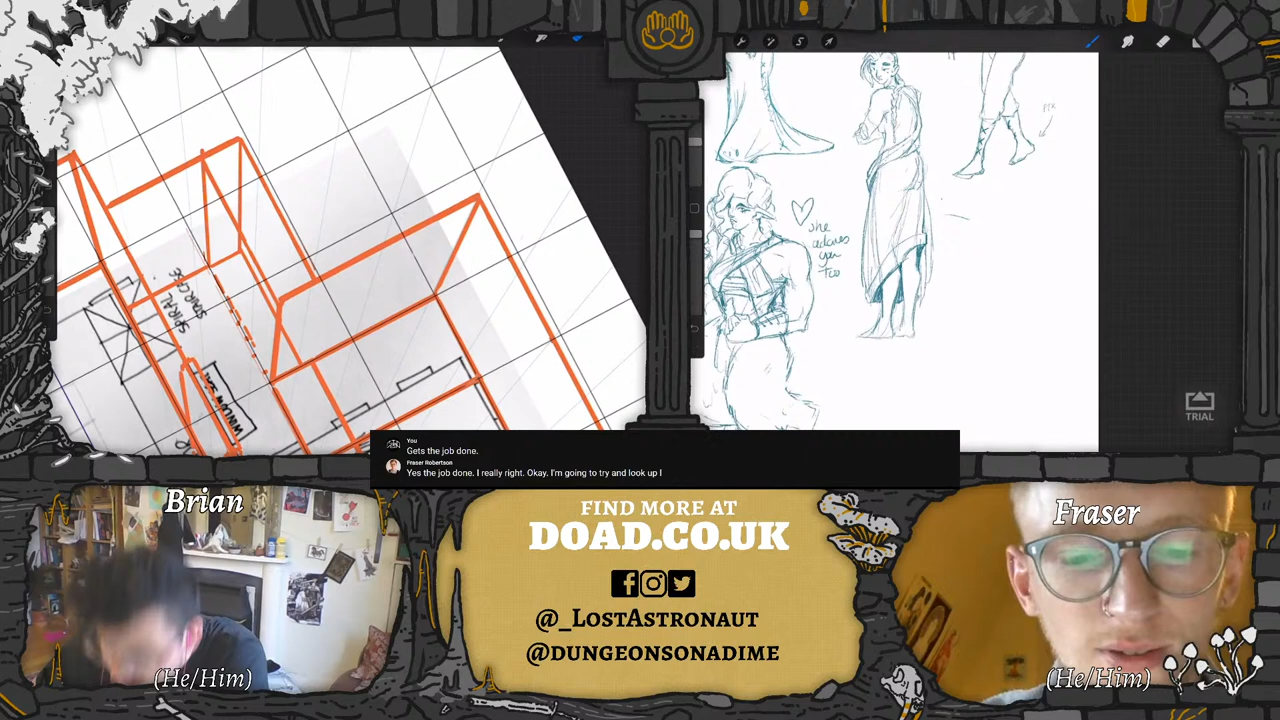 SPIRAL
STAIRCASE
WINDOW SEAT
she
adores
you
too
TRIAL
You
Gets the job done.
Fraser Robertson
Yes the job done. I really right. Okay. I'm going to try and look up I
Brian
(He/Him)
FIND MORE AT
DOAD.CO.UK
@_LostAstronaut
@dungeonsonadime
Fraser
(He/Him)